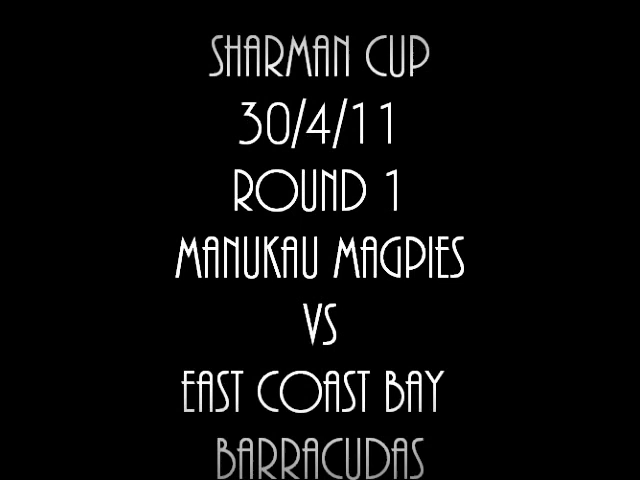 SHARMAN CUP
30/4/11
ROUND 1
MANUKAU MAGPIES
VS
EAST COAST BAY
BARRACUDAS